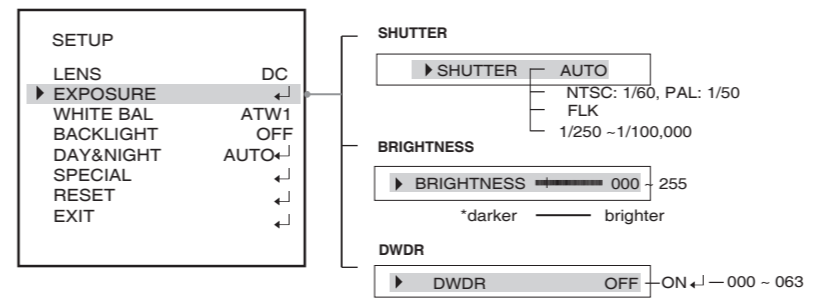 SETUP
LENS DC
▶ EXPOSURE ↵
WHITE BAL ATW1
BACKLIGHT OFF
DAY&NIGHT AUTO↵
SPECIAL ↵
RESET ↵
EXIT ↵
SHUTTER
▶ SHUTTER AUTO
NTSC: 1/60, PAL: 1/50
FLK
1/250 ~1/100,000
BRIGHTNESS
▶ BRIGHTNESS 000 ~ 255
*darker brighter
DWDR
▶ DWDR OFF ON ↵ 000 ~ 063